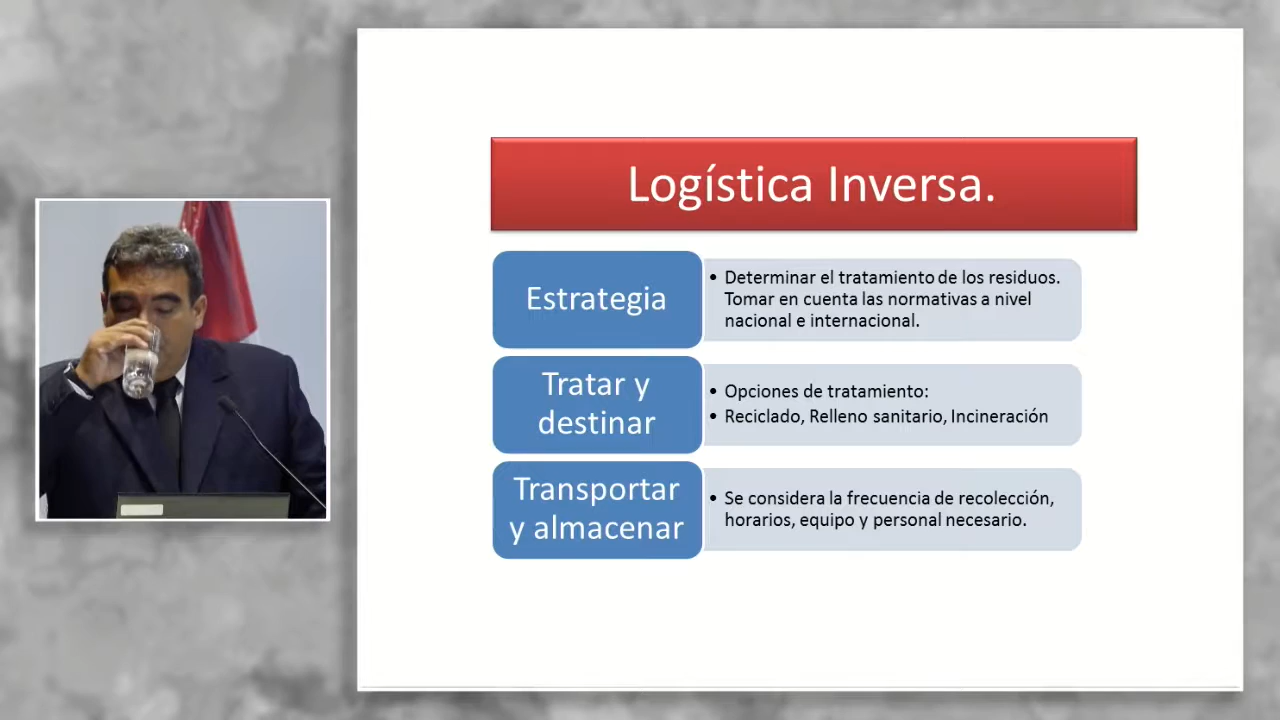 Logística Inversa.
Estrategia
• Determinar el tratamiento de los residuos.
Tomar en cuenta las normativas a nivel
nacional e internacional.
Tratar y
destinar
• Opciones de tratamiento:
• Reciclado, Relleno sanitario, Incineración
Transportar
y almacenar
• Se considera la frecuencia de recolección,
horarios, equipo y personal necesario.